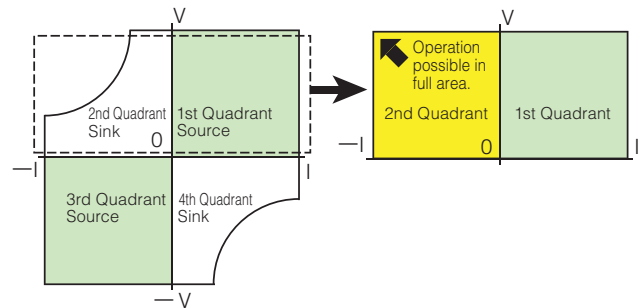 V
2nd Quadrant
Sink
1st Quadrant
Source
0
—I
I
3rd Quadrant
Source
4th Quadrant
Sink
— V
V
Operation
possible in
full area.
2nd Quadrant
1st Quadrant
0
—I
I